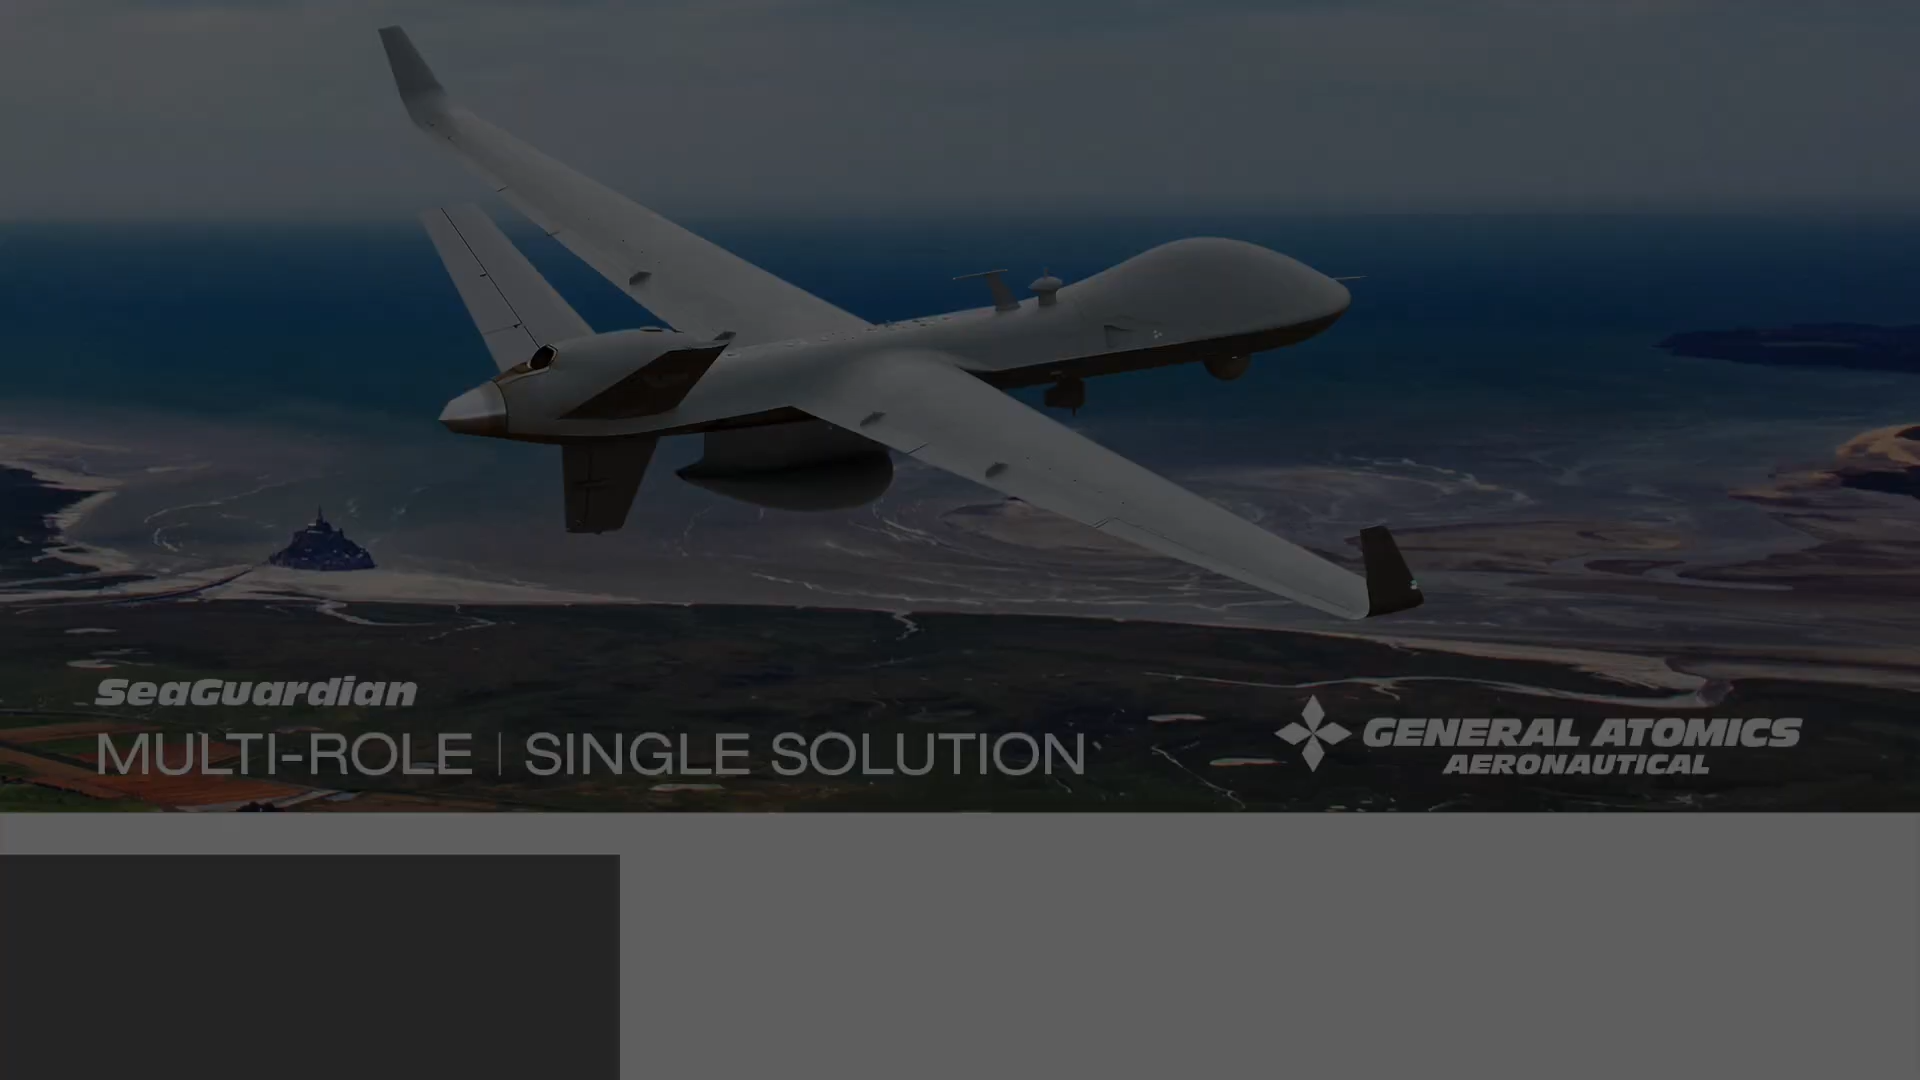 SeaGuardian
MULTI-ROLE | SINGLE SOLUTION
GENERAL ATOMICS
AERONAUTICAL